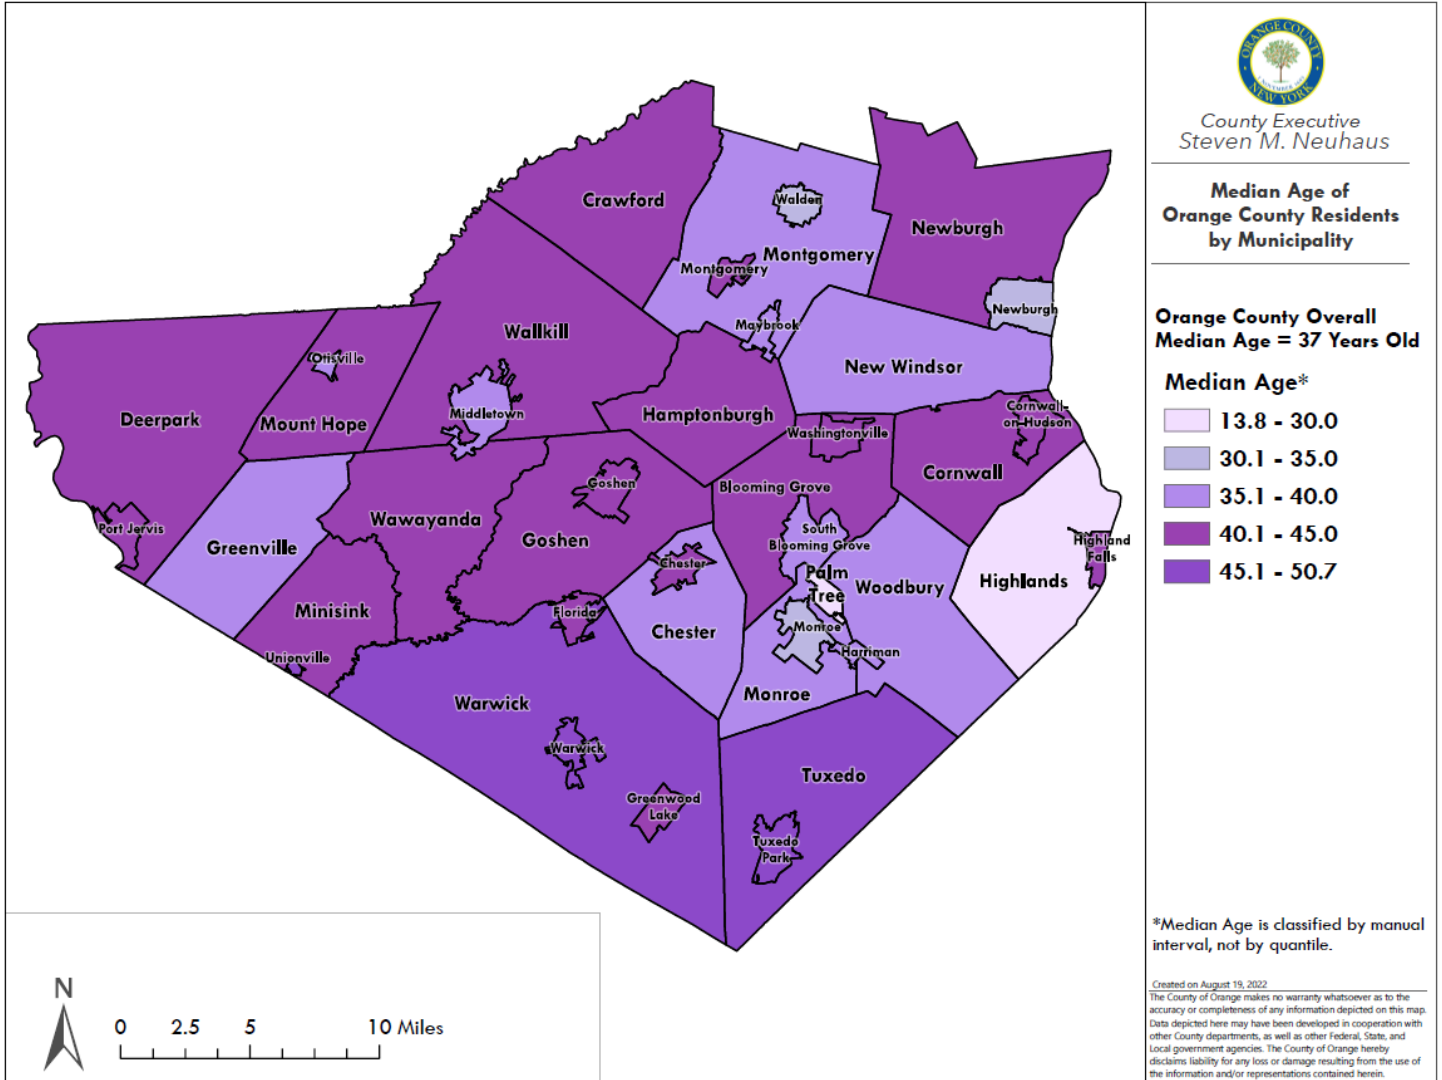 ORANGE COUNTY
NEW YORK
County Executive
Steven M. Neuhaus
Median Age of
Orange County Residents
by Municipality
Orange County Overall
Median Age = 37 Years Old
Median Age*
13.8 - 30.0
30.1 - 35.0
35.1 - 40.0
40.1 - 45.0
45.1 - 50.7
*Median Age is classified by manual
interval, not by quantile.
Created on August 19, 2022
The County of Orange makes no warranty whatsoever as to the
accuracy or completeness of any information depicted on this map.
Data depicted here may have been developed in cooperation with
other County departments, as well as other Federal, State, and
Local government agencies. The County of Orange hereby
disclaims liability for any loss or damage resulting from the use of
the information and/or representations contained herein.
Crawford
Walden
Newburgh
Montgomery
Montgomery
Newburgh
Maybrook
Wallkill
Otisville
New Windsor
Middletown
Hamptonburgh
Cornwall-
on-Hudson
Deerpark
Mount Hope
Washingtonville
Cornwall
Goshen
Blooming Grove
Port Jervis
Wawayanda
South
Blooming Grove
Greenville
Goshen
Highland
Falls
Chester
Palm
Tree
Woodbury
Highlands
Minisink
Florida
Chester
Monroe
Harriman
Unionville
Monroe
Warwick
Warwick
Tuxedo
Greenwood
Lake
Tuxedo
Park
N
0 2.5 5 10 Miles